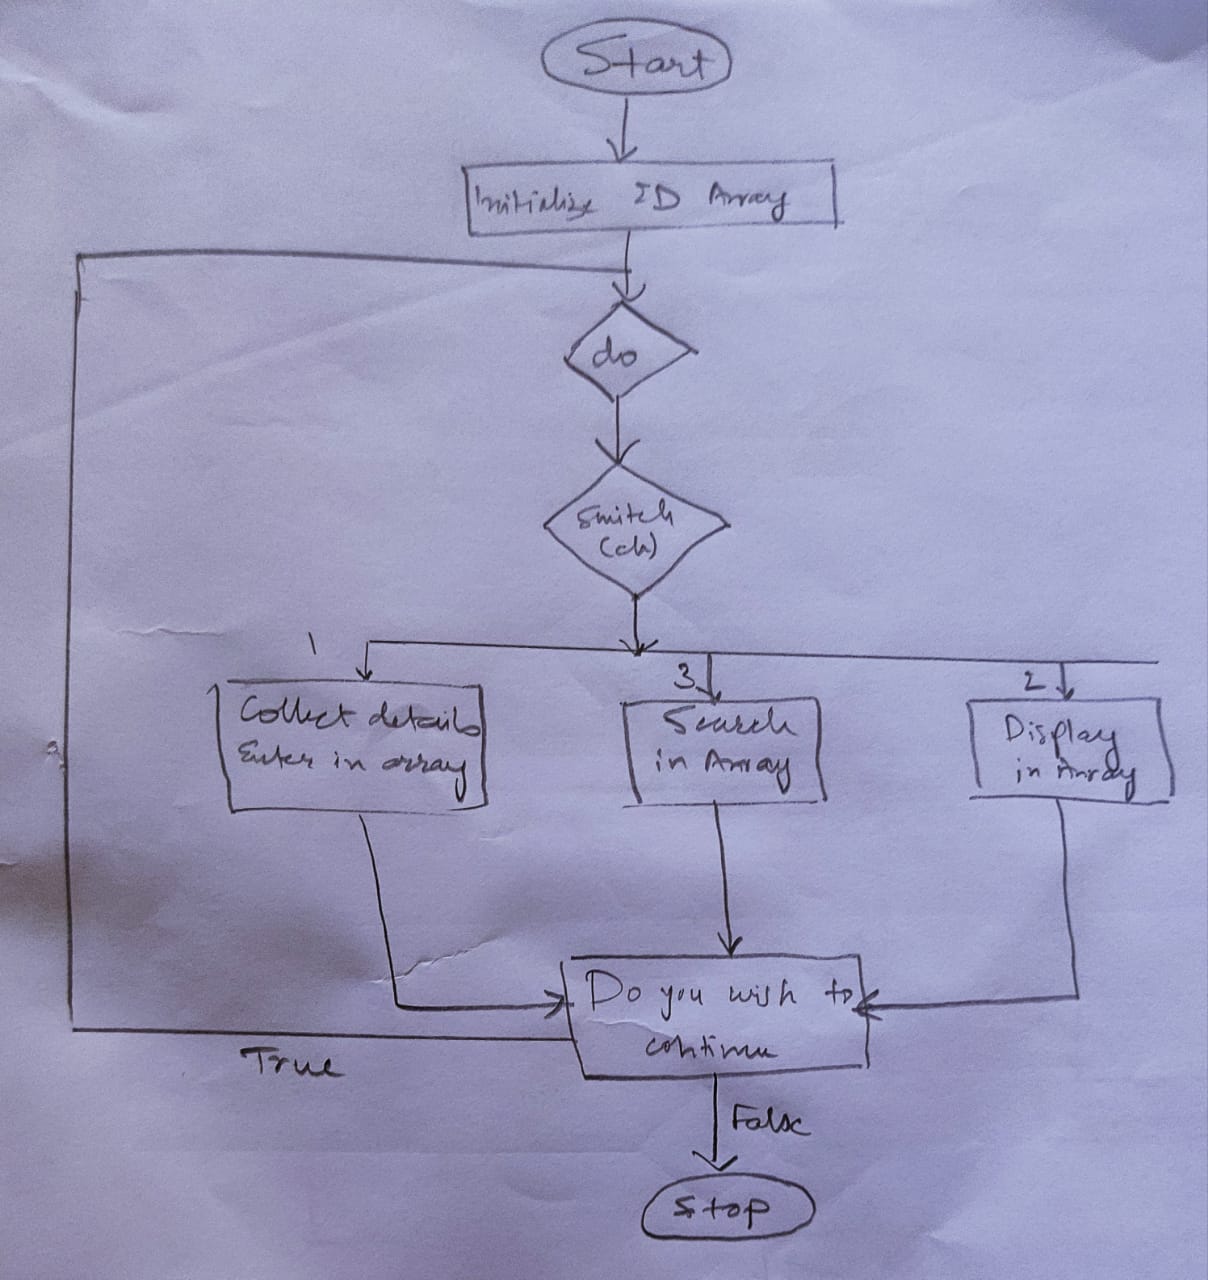 Start
Initialize ID Array
do
Switch
(ch)
1
3
2
Collect details
Enter in array
Search
in Array
Display
in Array
Do you wish to
continue
True
False
Stop